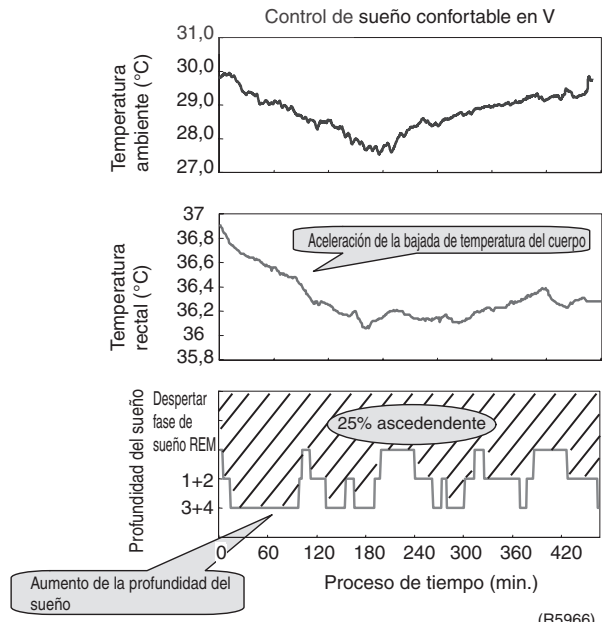 Control de sueño confortable en V
Temperatura
ambiente (°C)
31,0
30,0
29,0
28,0
27,0
Temperatura
rectal (°C)
37
36,8
36,6
36,4
36,2
36
35,8
Aceleración de la bajada de temperatura del cuerpo
Profundidad del sueño
Despertar
fase de
sueño REM
1+2
3+4
25% ascedendente
0 60 120 180 240 300 360 420
Proceso de tiempo (min.)
Aumento de la profundidad del
sueño
(R5966)